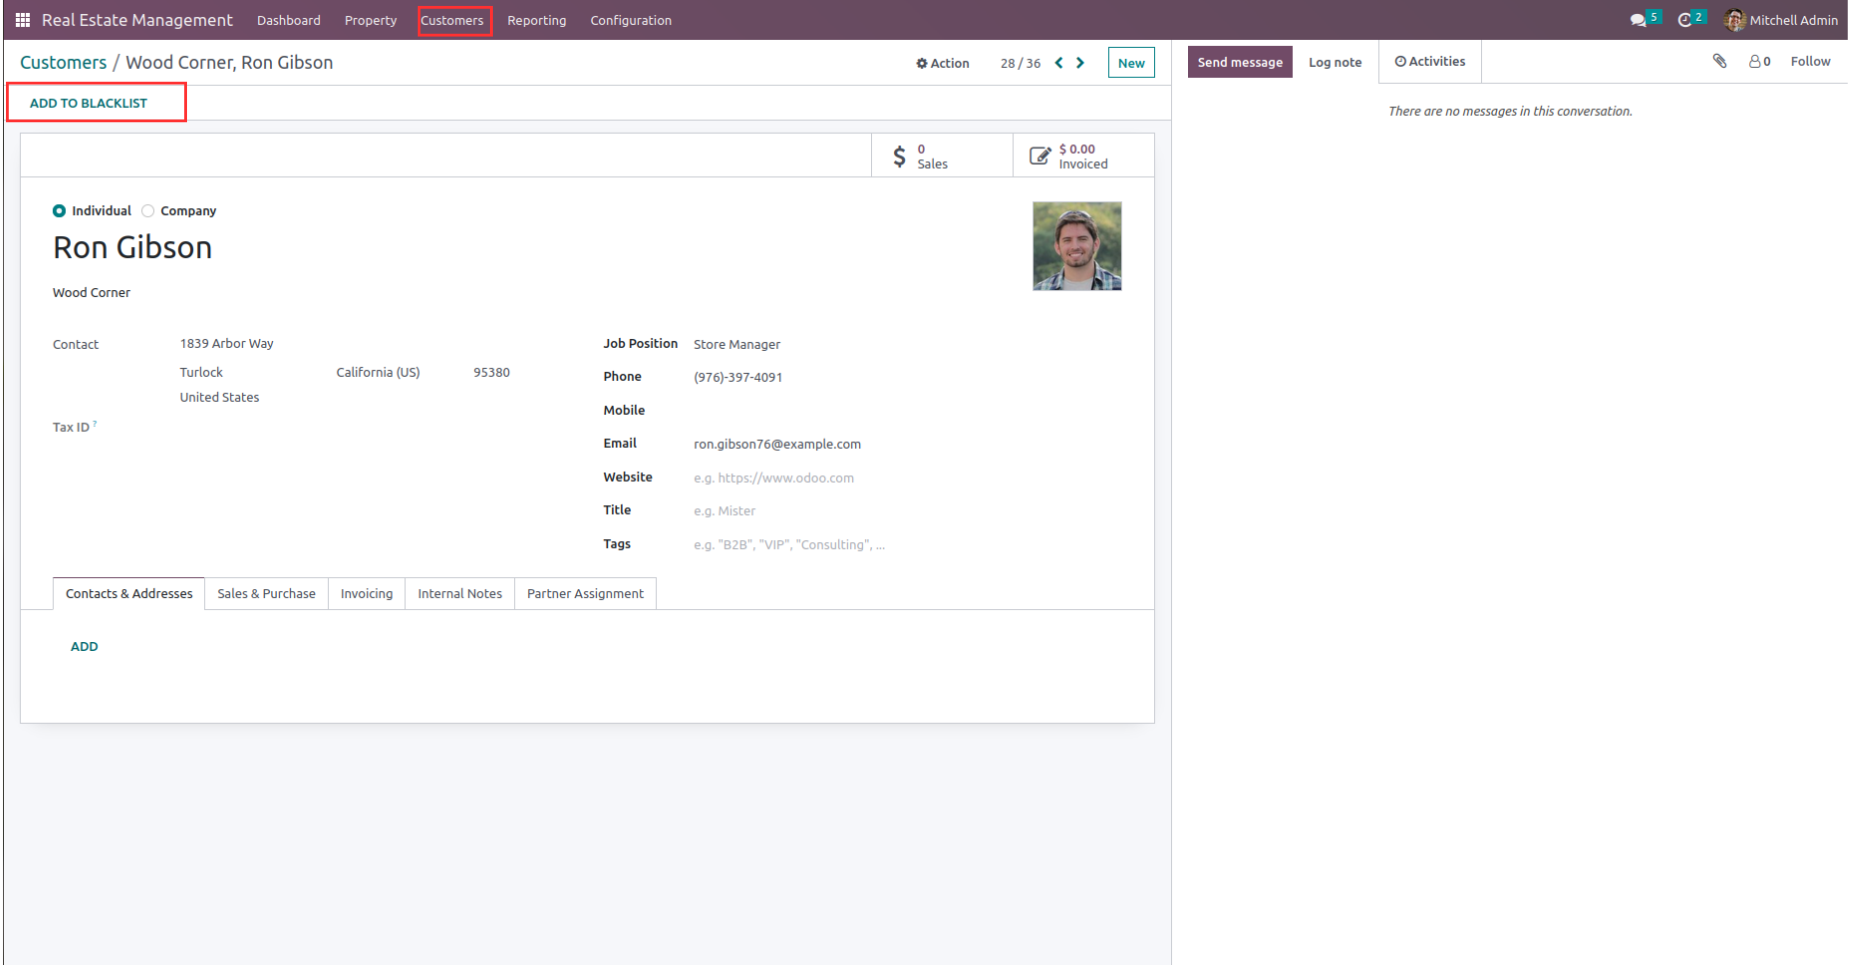 Real Estate Management Dashboard Property Customers Reporting Configuration 5 2 Mitchell Admin
Customers / Wood Corner, Ron Gibson Action 28 / 36 New
ADD TO BLACKLIST
0
Sales
$ 0.00
Invoiced
Individual Company
Ron Gibson
Wood Corner
Contact 1839 Arbor Way
Turlock California (US) 95380
United States
Tax ID ?
Job Position Store Manager
Phone (976)-397-4091
Mobile
Email ron.gibson76@example.com
Website e.g. https://www.odoo.com
Title e.g. Mister
Tags e.g. "B2B", "VIP", "Consulting", ...
Contacts & Addresses Sales & Purchase Invoicing Internal Notes Partner Assignment
ADD
Send message Log note Activities 0 Follow
There are no messages in this conversation.